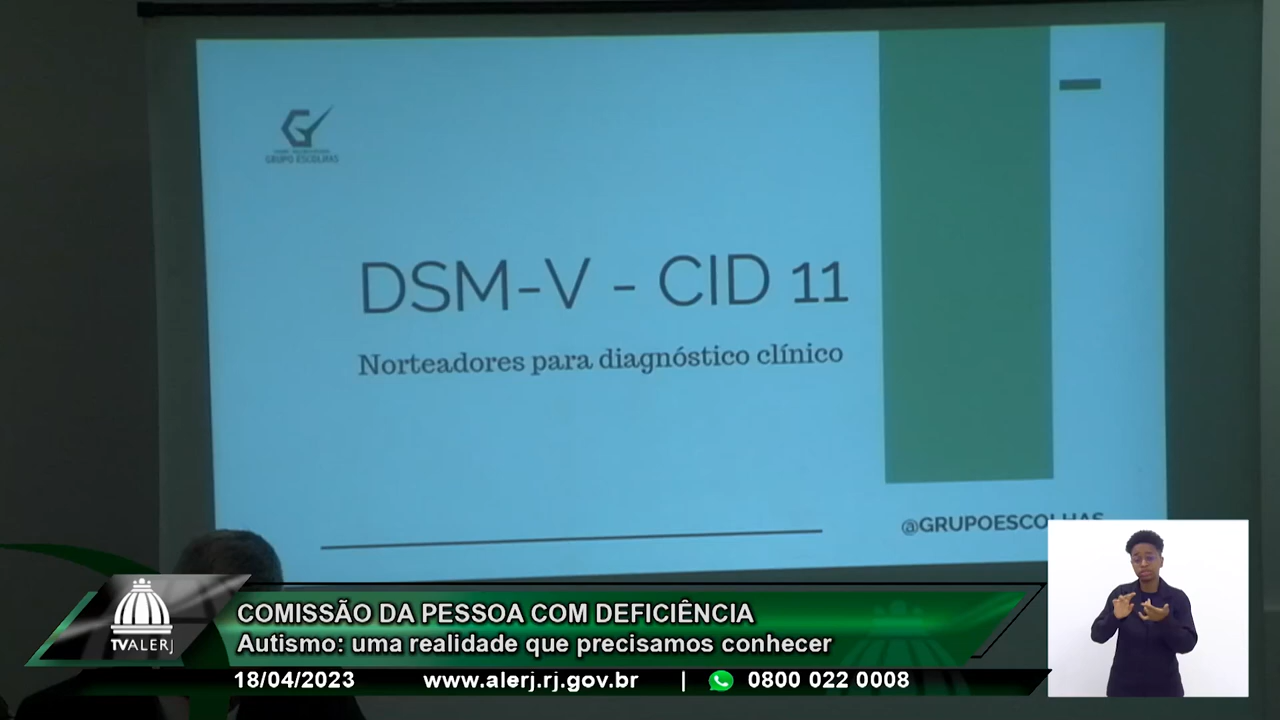 GRUPO ESCOLHAS
DSM-V - CID 11
Norteadores para diagnóstico clínico
@GRUPOESCOLHAS
TVALERJ
COMISSÃO DA PESSOA COM DEFICIÊNCIA
Autismo: uma realidade que precisamos conhecer
18/04/2023 www.alerj.rj.gov.br | 0800 022 0008